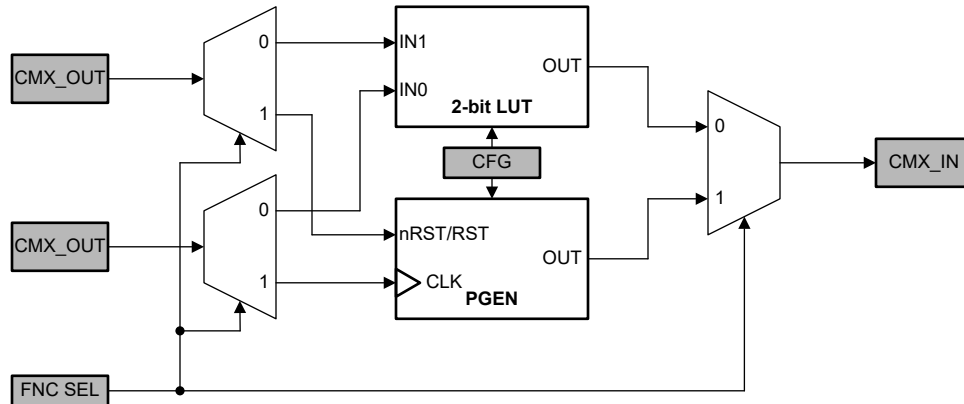 CMX_OUT
0
1
IN1
IN0
OUT
2-bit LUT
CFG
0
1
CMX_IN
CMX_OUT
0
1
nRST/RST
CLK
OUT
PGEN
FNC SEL